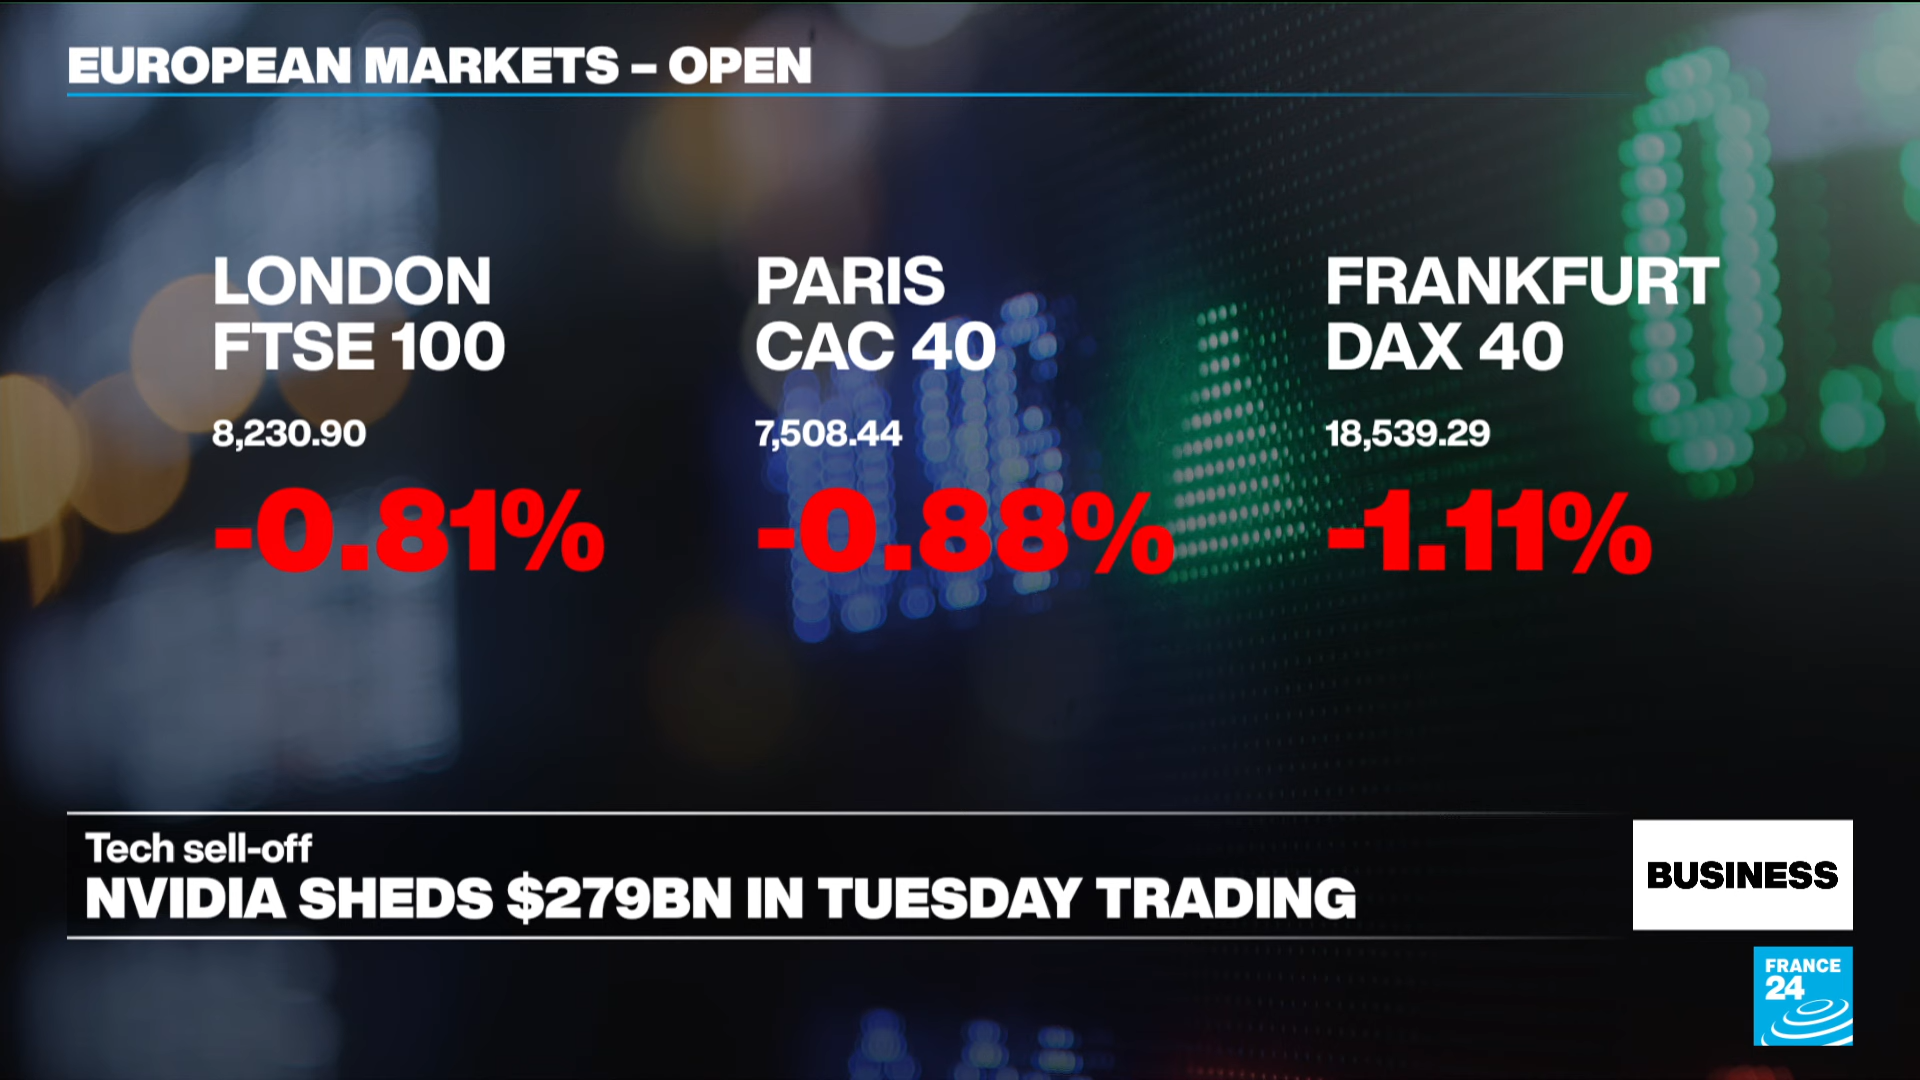 EUROPEAN MARKETS – OPEN
LONDON
FTSE 100
8,230.90
-0.81%
PARIS
CAC 40
7,508.44
-0.88%
FRANKFURT
DAX 40
18,539.29
-1.11%
Tech sell-off
NVIDIA SHEDS $279BN IN TUESDAY TRADING
BUSINESS
FRANCE
24